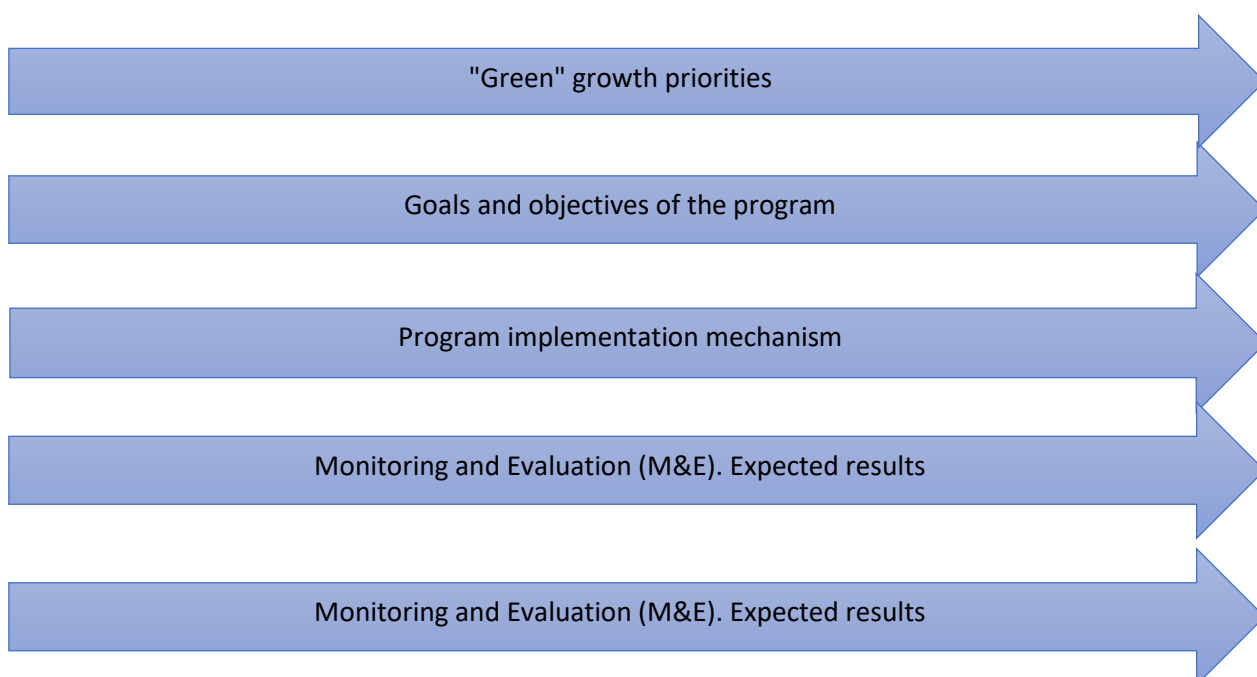 "Green" growth priorities
Goals and objectives of the program
Program implementation mechanism
Monitoring and Evaluation (M&E). Expected results
Monitoring and Evaluation (M&E). Expected results